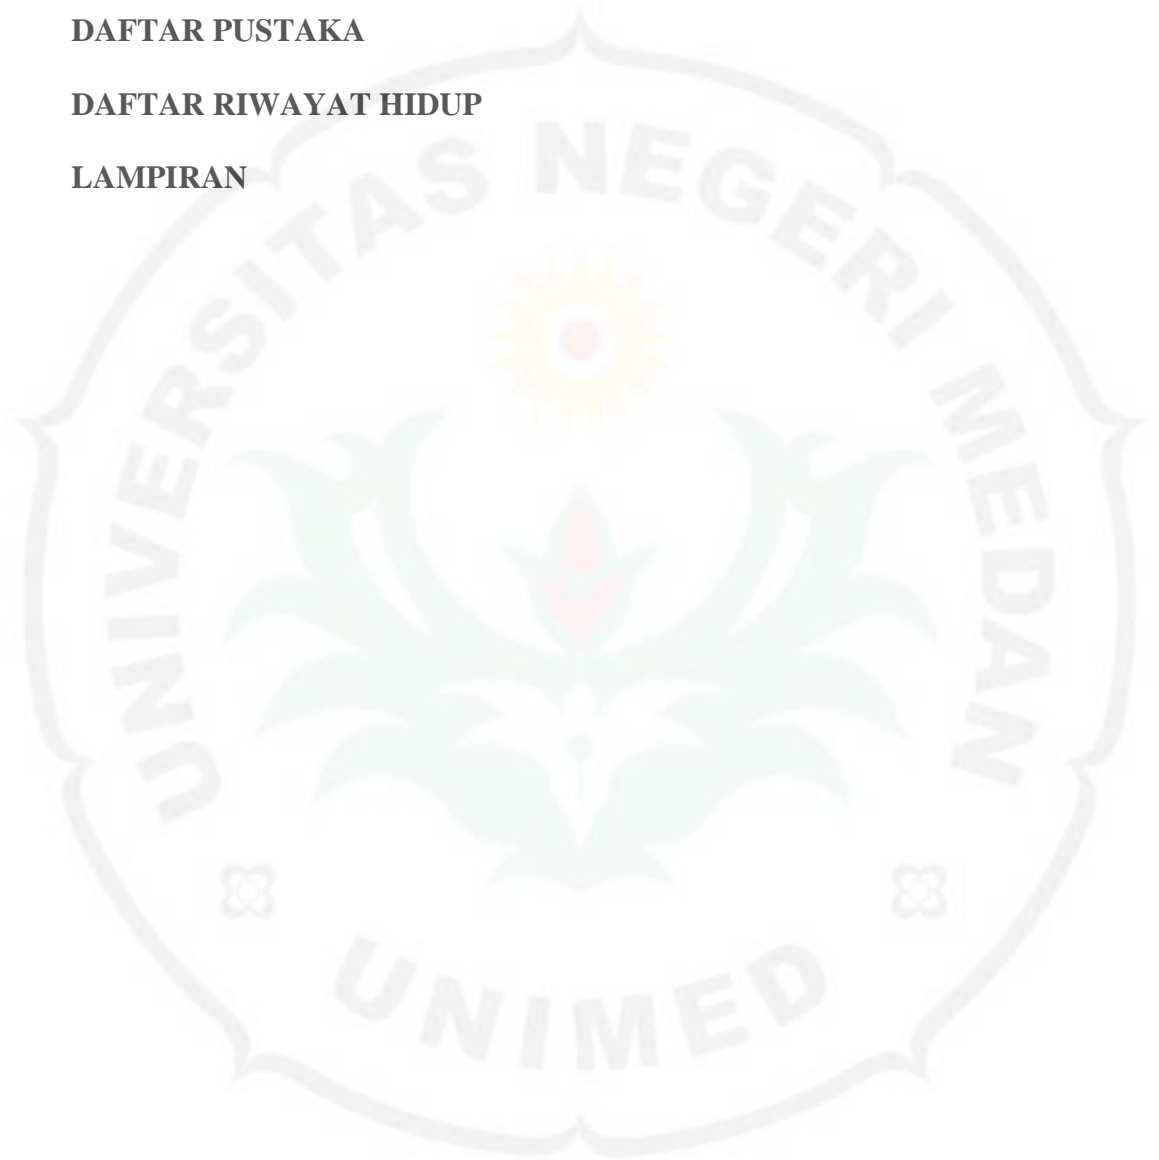 DAFTAR PUSTAKA
DAFTAR RIWAYAT HIDUP
LAMPIRAN
UNIVERSITAS NEGERI MEDAN
UNIMED